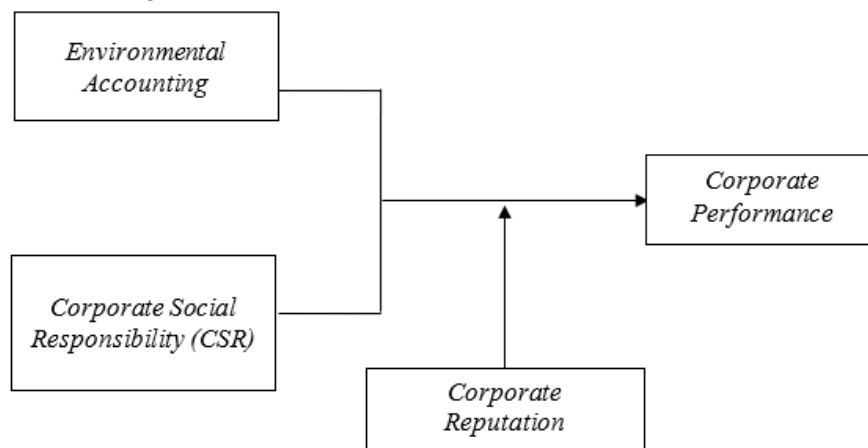 Environmental
Accounting
Corporate
Performance
Corporate Social
Responsibility (CSR)
Corporate
Reputation